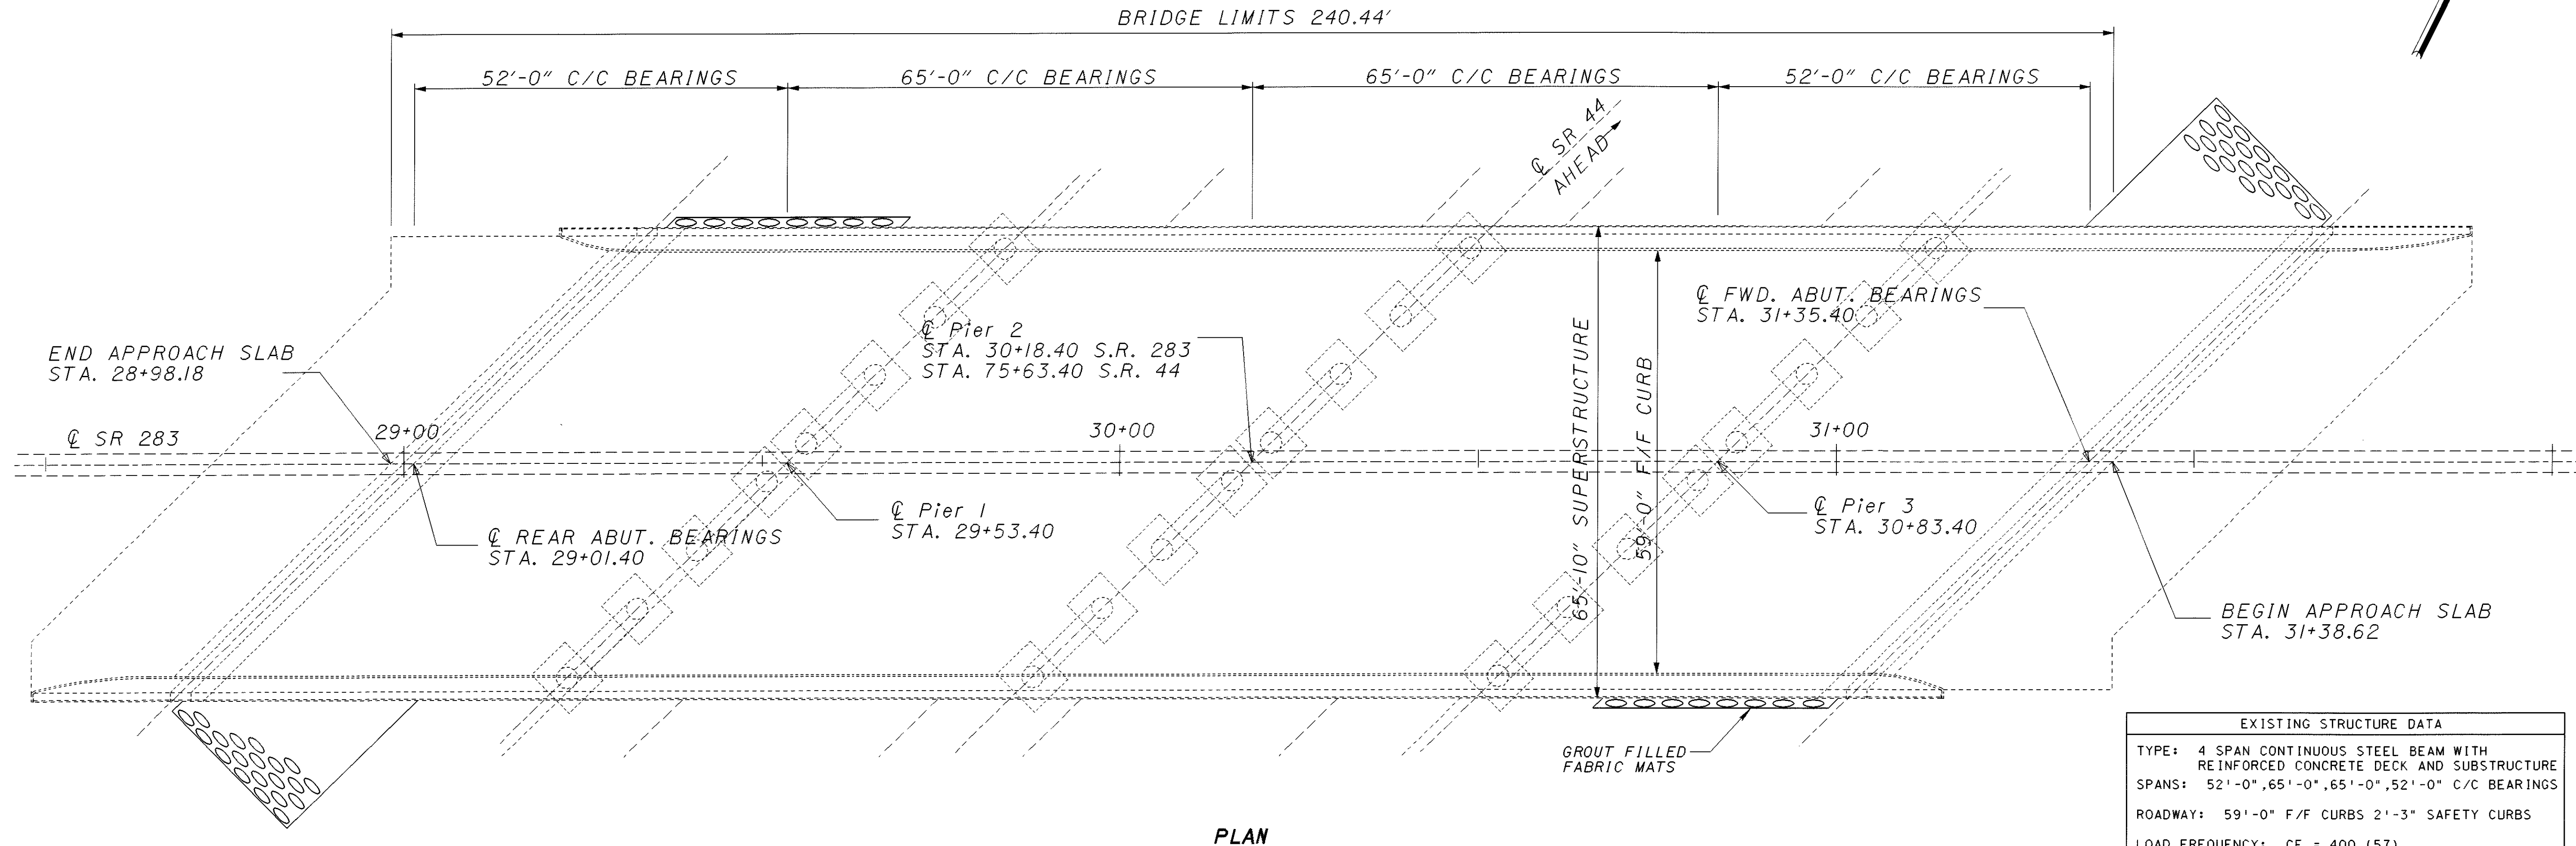 BRIDGE LIMITS 240.44'
52'-0" C/C BEARINGS
65'-0" C/C BEARINGS
65'-0" C/C BEARINGS
52'-0" C/C BEARINGS
℄ SR 44
AHEAD
℄ FWD. ABUT. BEARINGS
STA. 31+35.40
℄ Pier 2
STA. 30+18.40 S.R. 283
STA. 75+63.40 S.R. 44
END APPROACH SLAB
STA. 28+98.18
65'-10" SUPERSTRUCTURE
59'-0" F/F CURB
℄ SR 283
29+00
30+00
31+00
℄ REAR ABUT. BEARINGS
STA. 29+01.40
℄ Pier 1
STA. 29+53.40
℄ Pier 3
STA. 30+83.40
BEGIN APPROACH SLAB
STA. 31+38.62
GROUT FILLED
FABRIC MATS
PLAN
EXISTING STRUCTURE DATA
TYPE: 4 SPAN CONTINUOUS STEEL BEAM WITH
REINFORCED CONCRETE DECK AND SUBSTRUCTURE
SPANS: 52'-0",65'-0",65'-0",52'-0" C/C BEARINGS
ROADWAY: 59'-0" F/F CURBS 2'-3" SAFETY CURBS
LOAD FREQUENCY: CF = 400 (57)